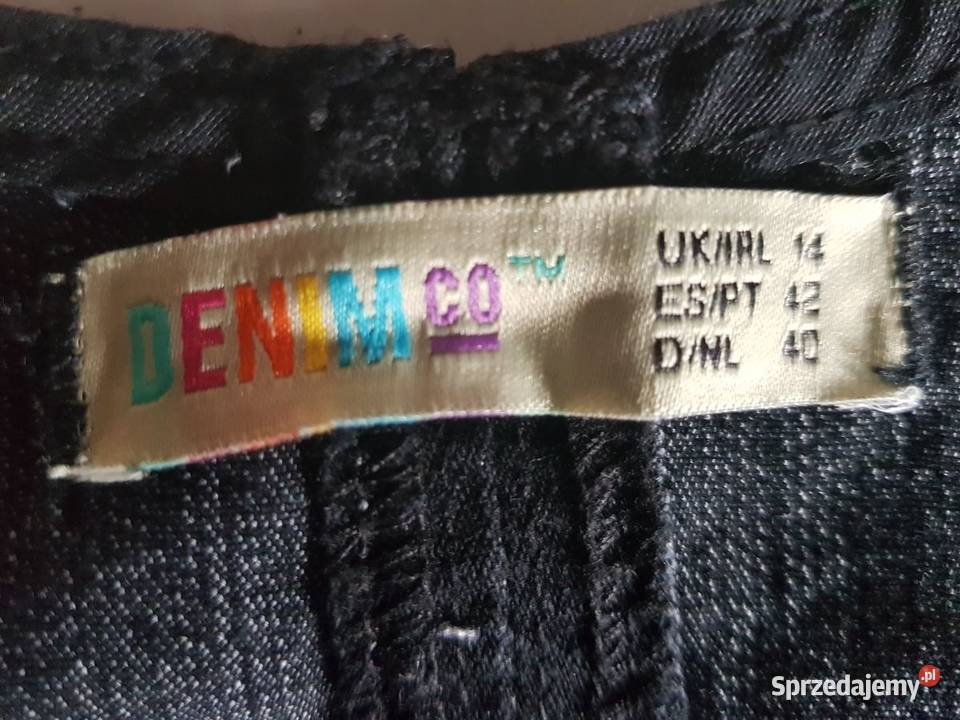 DENIM CO™
UK/IRL 14
ES/PT 42
D/NL 40
Sprzedajemy.pl